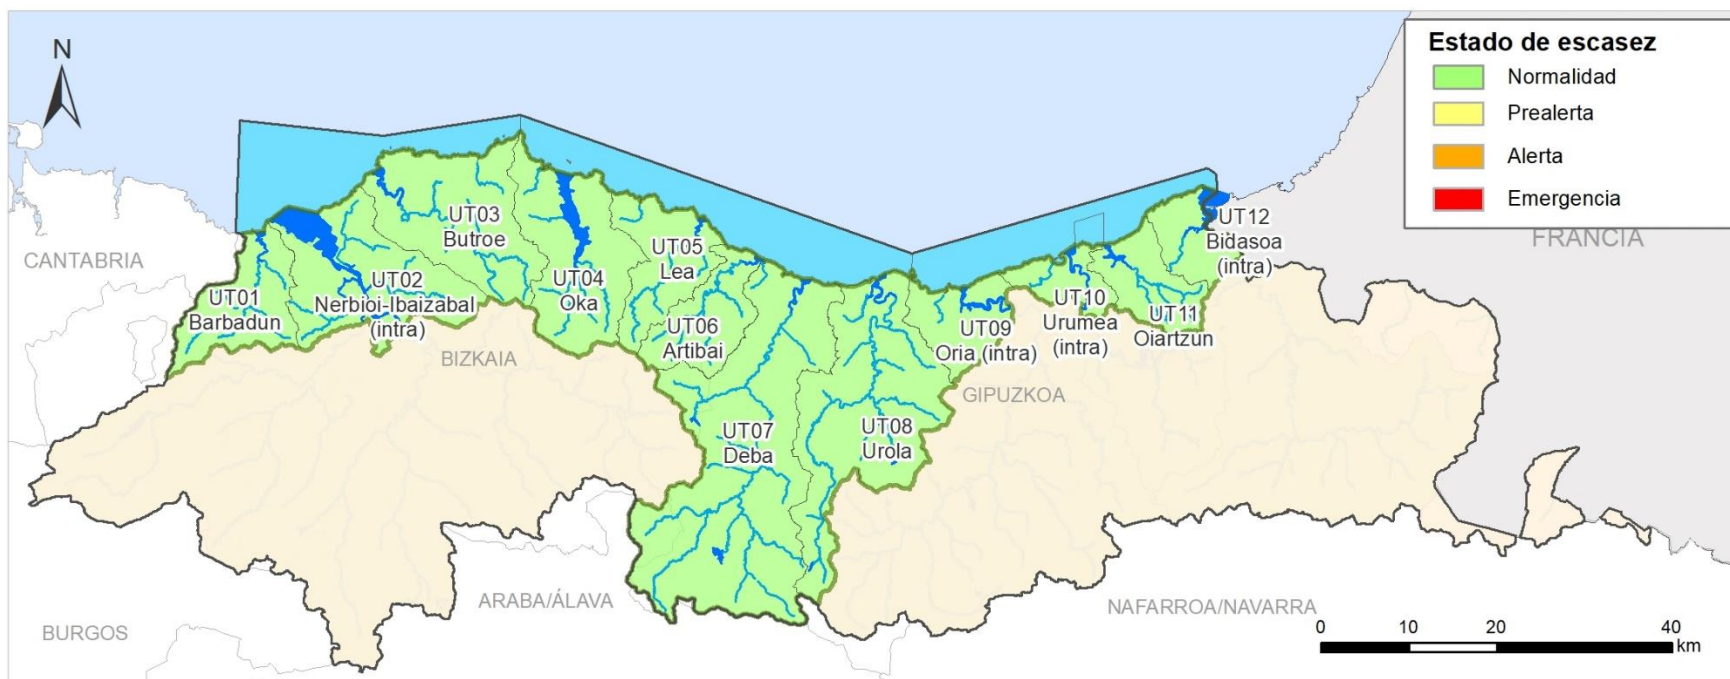 N
Estado de escasez
Normalidad
Prealerta
Alerta
Emergencia
FRANCIA
CANTABRIA
UT01
Barbadun
UT02
Nerbioi-Ibaizabal
(intra)
UT03
Butroe
UT04
Oka
UT05
Lea
UT06
Artibai
UT07
Deba
UT08
Urola
UT09
Oria (intra)
UT10
Urumea
(intra)
UT11
Oiartzun
UT12
Bidasoa
(intra)
BIZKAIA
GIPUZKOA
ARABA/ÁLAVA
NAFARROA/NAVARRA
BURGOS
0 10 20 40
km